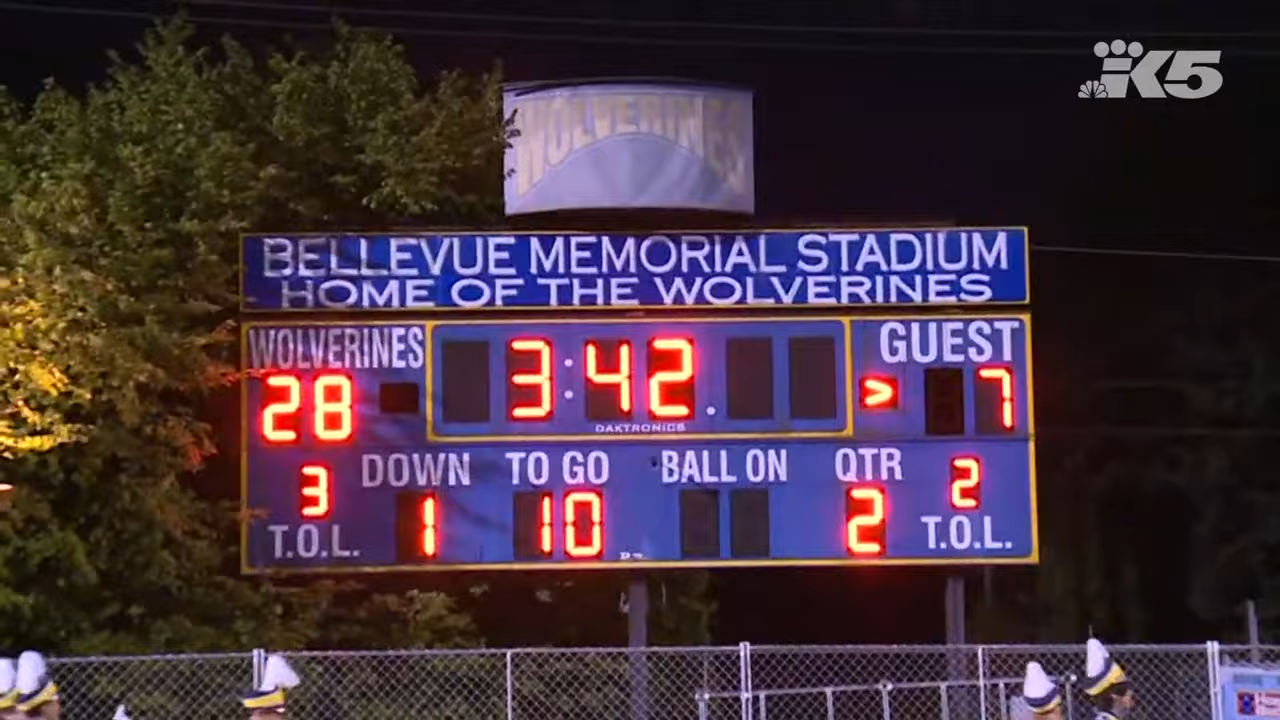 K5
WOLVERINES
BELLEVUE MEMORIAL STADIUM
HOME OF THE WOLVERINES
WOLVERINES 3:42 . GUEST
28 > 7
DAKTRONICS
DOWN TO GO BALL ON QTR
3 1 10 2 2
T.O.L. T.O.L.